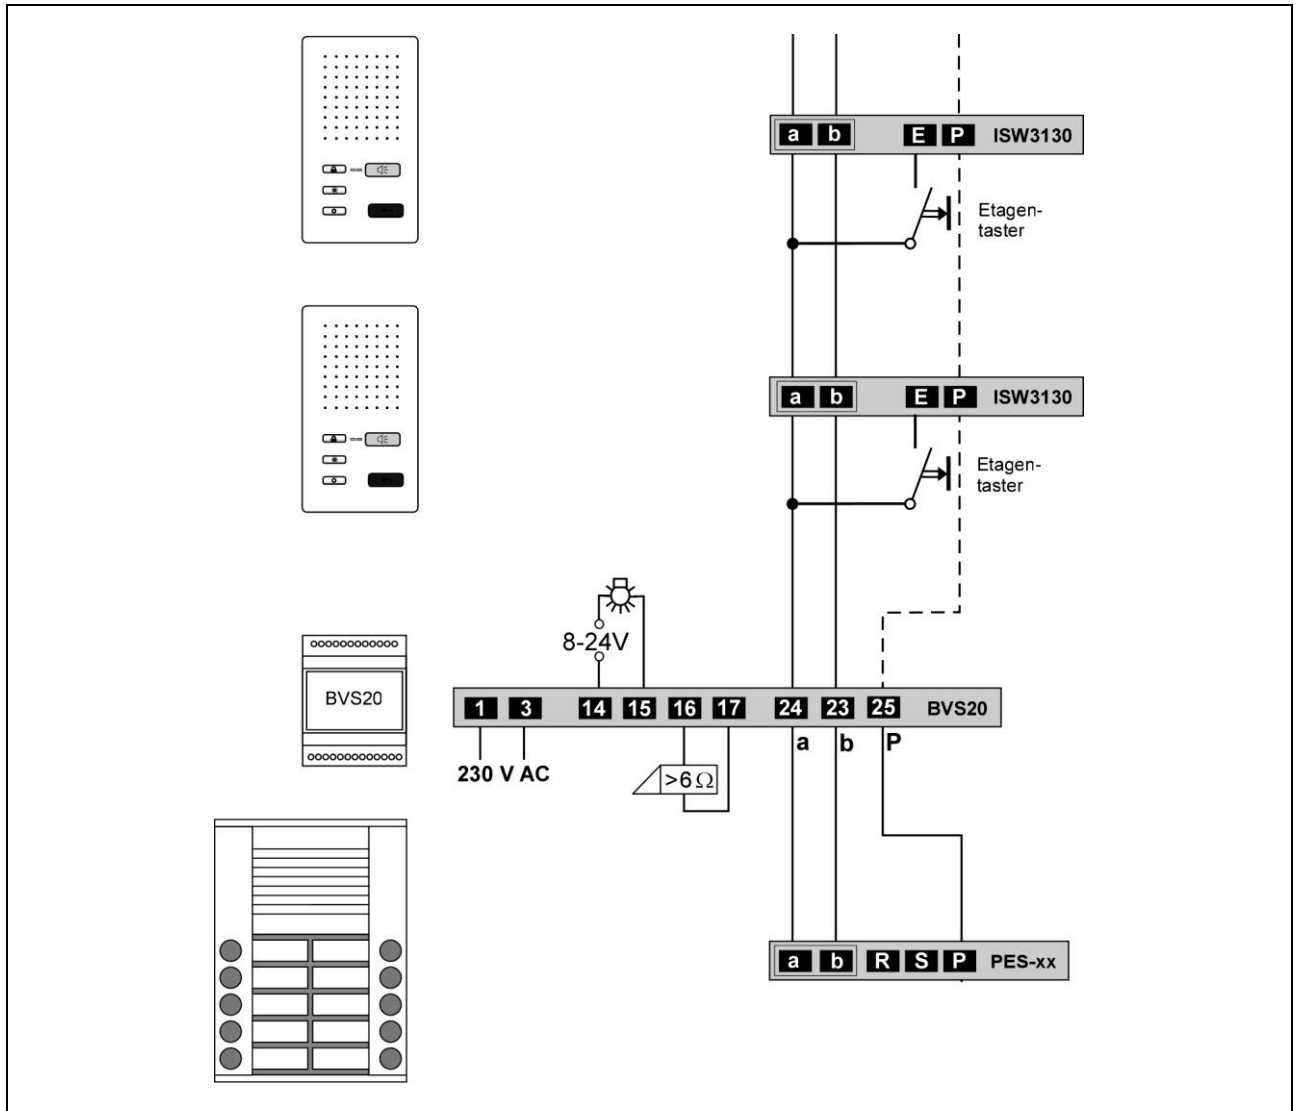 a b E P ISW3130
Etagen-
taster
a b E P ISW3130
Etagen-
taster
8-24V
BVS20
1 3 14 15 16 17 24 23 25 BVS20
a b P
230 V AC
>6 Ω
a b R S P PES-xx